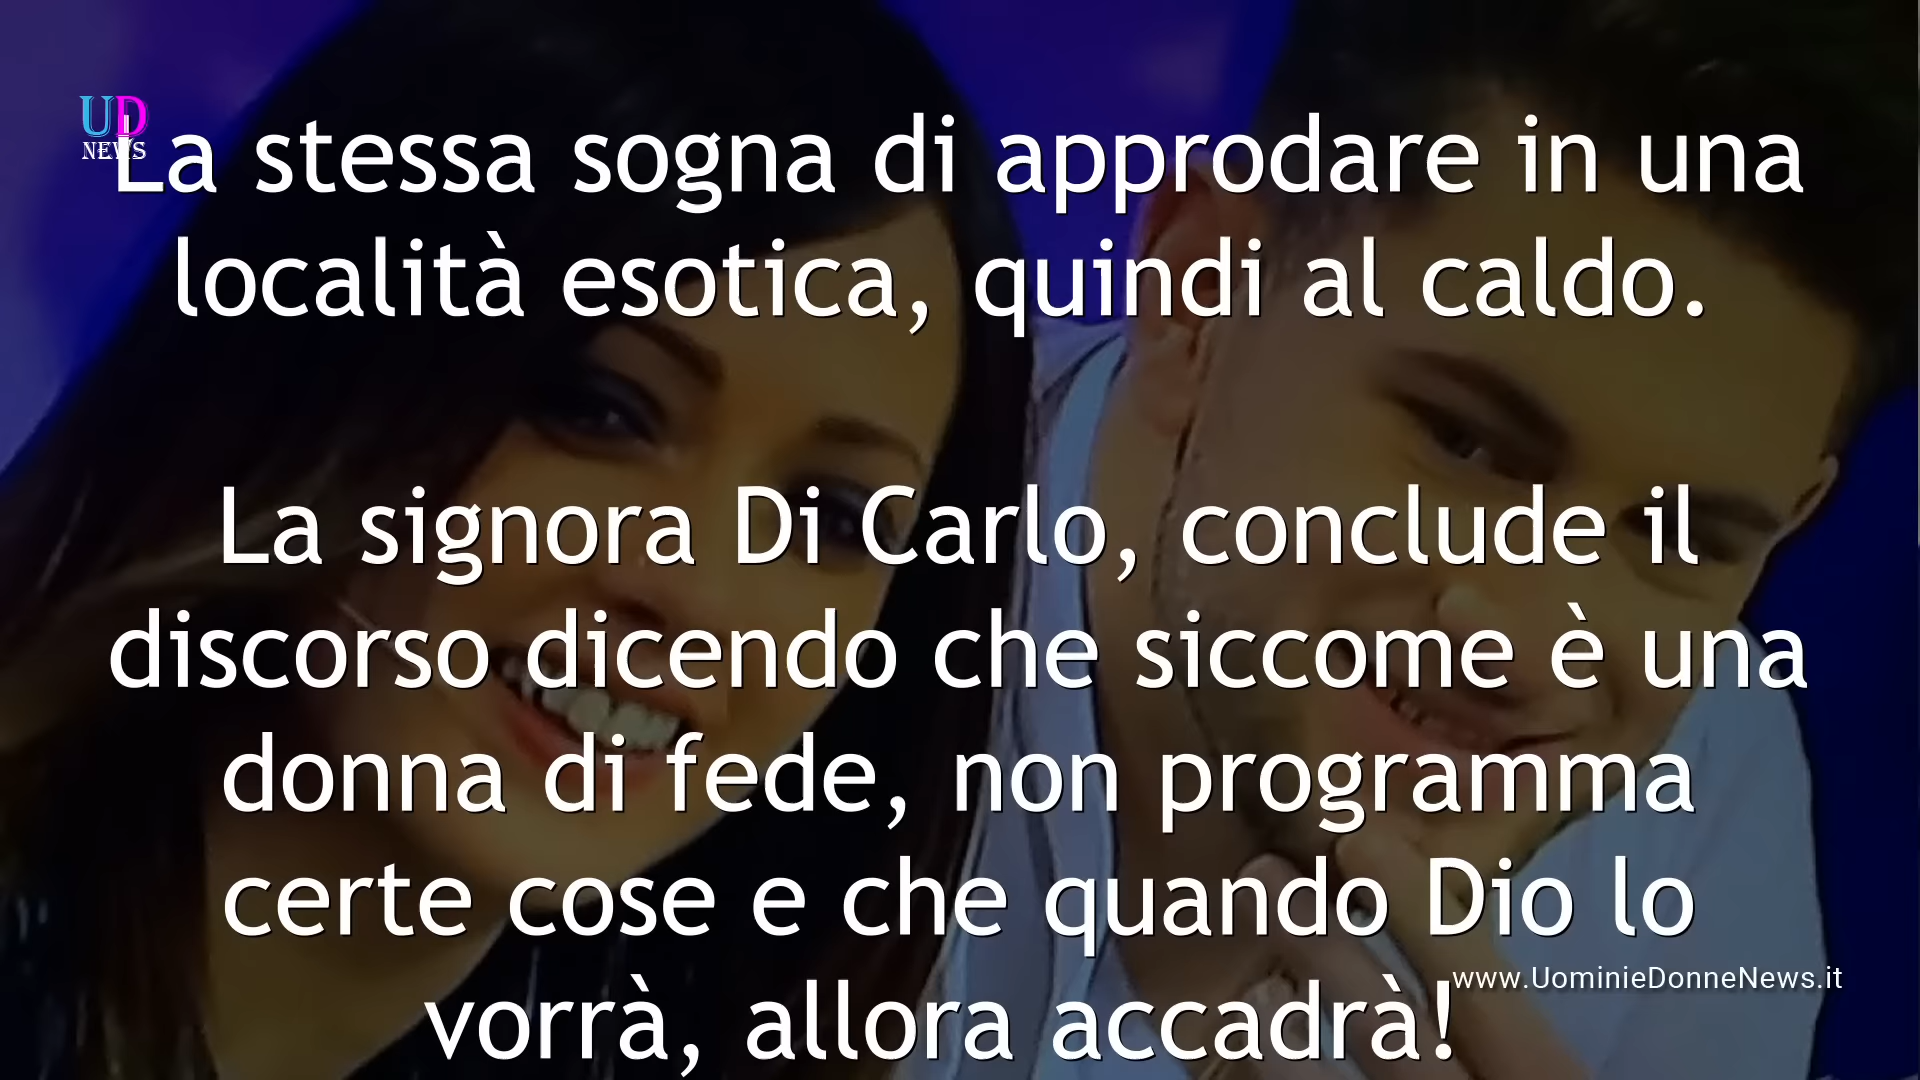 UD
NEWS
La stessa sogna di approdare in una
località esotica, quindi al caldo.
La signora Di Carlo, conclude il
discorso dicendo che siccome è una
donna di fede, non programma
certe cose e che quando Dio lo
vorrà, allora accadrà!
www.UominieDonneNews.it